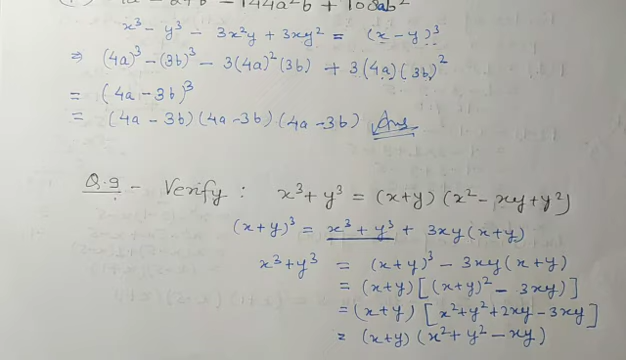 - 144a²b + 108ab²
x³ - y³ - 3x²y + 3xy² = (x - y)³
⇒ (4a)³ - (3b)³ - 3(4a)²(3b) + 3(4a)(3b)²
= (4a - 3b)³
= (4a - 3b)(4a - 3b)(4a - 3b) Ans
Q.9 - Verify : x³ + y³ = (x+y)(x² - xy + y²)
(x+y)³ = x³ + y³ + 3xy(x+y)
x³+y³ = (x+y)³ - 3xy(x+y)
= (x+y)[(x+y)² - 3xy)]
= (x+y)[x²+y²+2xy - 3xy]
= (x+y)(x²+y² - xy)